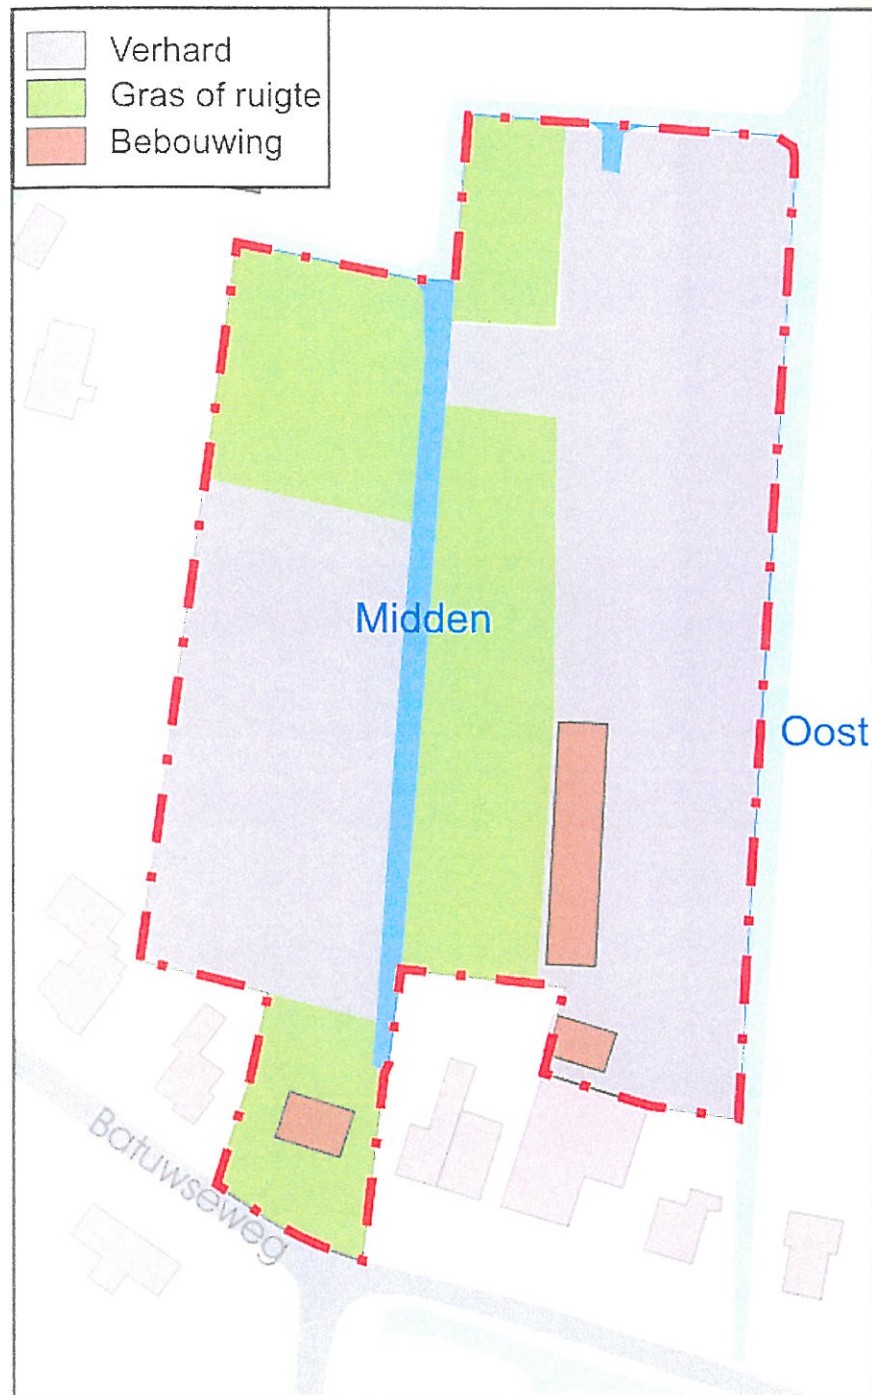 Verhard
Gras of ruigte
Bebouwing
Midden
Oost
Batuwseweg